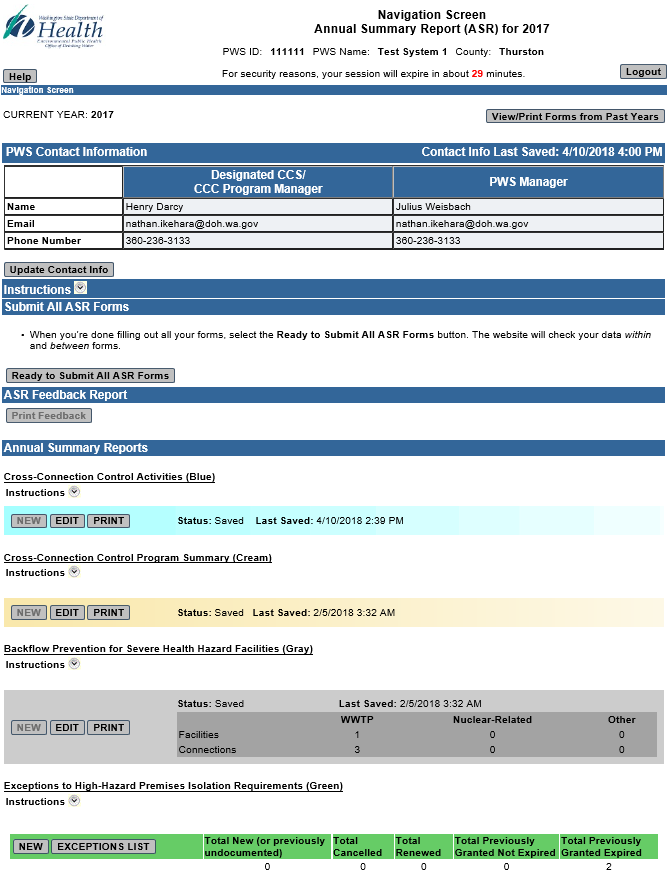 Washington State Department of
Health
Environmental Public Health
Office of Drinking Water
Navigation Screen
Annual Summary Report (ASR) for 2017
PWS ID: 111111 PWS Name: Test System 1 County: Thurston
Help
For security reasons, your session will expire in about 29 minutes.
Logout
Navigation Screen
CURRENT YEAR: 2017
View/Print Forms from Past Years
PWS Contact Information Contact Info Last Saved: 4/10/2018 4:00 PM
Designated CCS/
CCC Program Manager
PWS Manager
Name Henry Darcy Julius Weisbach
Email nathan.ikehara@doh.wa.gov nathan.ikehara@doh.wa.gov
Phone Number 360-236-3133 360-236-3133
Update Contact Info
Instructions
Submit All ASR Forms
• When you're done filling out all your forms, select the Ready to Submit All ASR Forms button. The website will check your data within
and between forms.
Ready to Submit All ASR Forms
ASR Feedback Report
Print Feedback
Annual Summary Reports
Cross-Connection Control Activities (Blue)
Instructions
NEW EDIT PRINT Status: Saved Last Saved: 4/10/2018 2:39 PM
Cross-Connection Control Program Summary (Cream)
Instructions
NEW EDIT PRINT Status: Saved Last Saved: 2/5/2018 3:32 AM
Backflow Prevention for Severe Health Hazard Facilities (Gray)
Instructions
Status: Saved Last Saved: 2/5/2018 3:32 AM
WWTP Nuclear-Related Other
NEW EDIT PRINT
Facilities 1 0 0
Connections 3 0 0
Exceptions to High-Hazard Premises Isolation Requirements (Green)
Instructions
NEW EXCEPTIONS LIST
Total New (or previously Total Total Total Previously Total Previously
undocumented) Cancelled Renewed Granted Not Expired Granted Expired
0 0 0 0 2